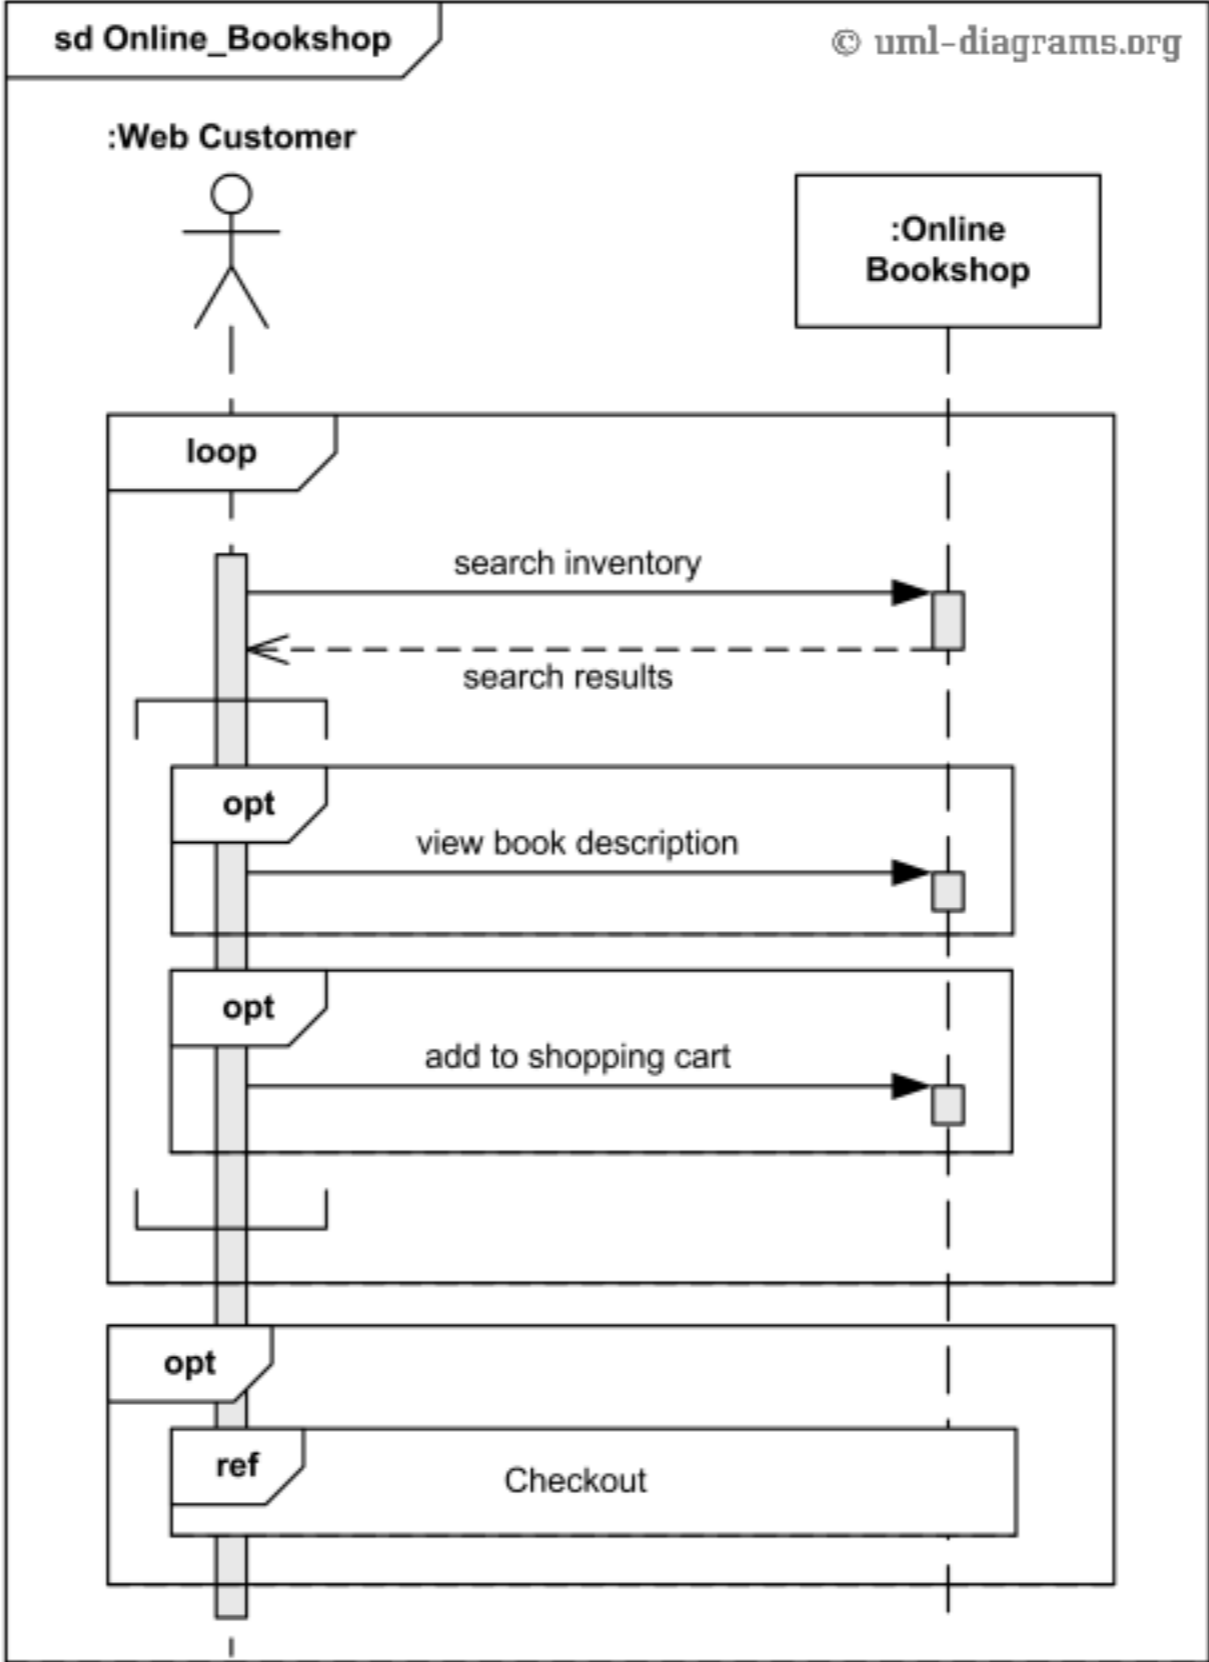 sd Online_Bookshop
© uml-diagrams.org
:Web Customer
:Online
Bookshop
loop
search inventory
search results
opt
view book description
opt
add to shopping cart
opt
ref
Checkout